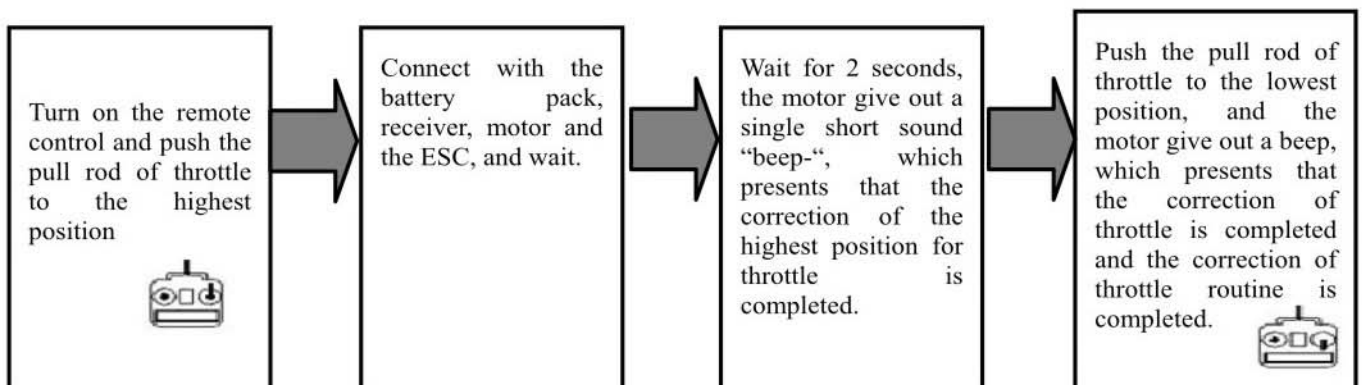 Turn on the remote
control and push the
pull rod of throttle
to the highest
position
Connect with the
battery pack,
receiver, motor and
the ESC, and wait.
Wait for 2 seconds,
the motor give out a
single short sound
“beep-“, which
presents that the
correction of the
highest position for
throttle is
completed.
Push the pull rod of
throttle to the lowest
position, and the
motor give out a beep,
which presents that
the correction of
throttle is completed
and the correction of
throttle routine is
completed.